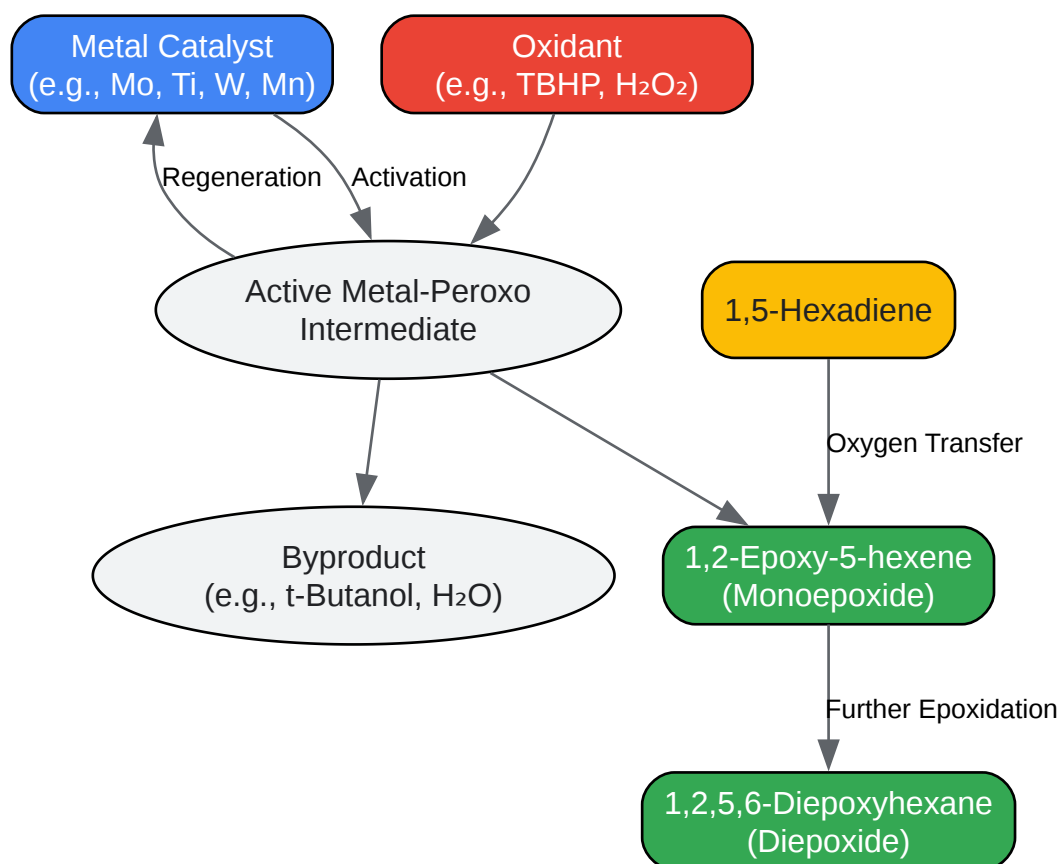 Metal Catalyst
(e.g., Mo, Ti, W, Mn)
Oxidant
(e.g., TBHP, H₂O₂)
Regeneration
Activation
Active Metal-Peroxo
Intermediate
1,5-Hexadiene
Oxygen Transfer
Byproduct
(e.g., t-Butanol, H₂O)
1,2-Epoxy-5-hexene
(Monoepoxide)
Further Epoxidation
1,2,5,6-Diepoxyhexane
(Diepoxide)